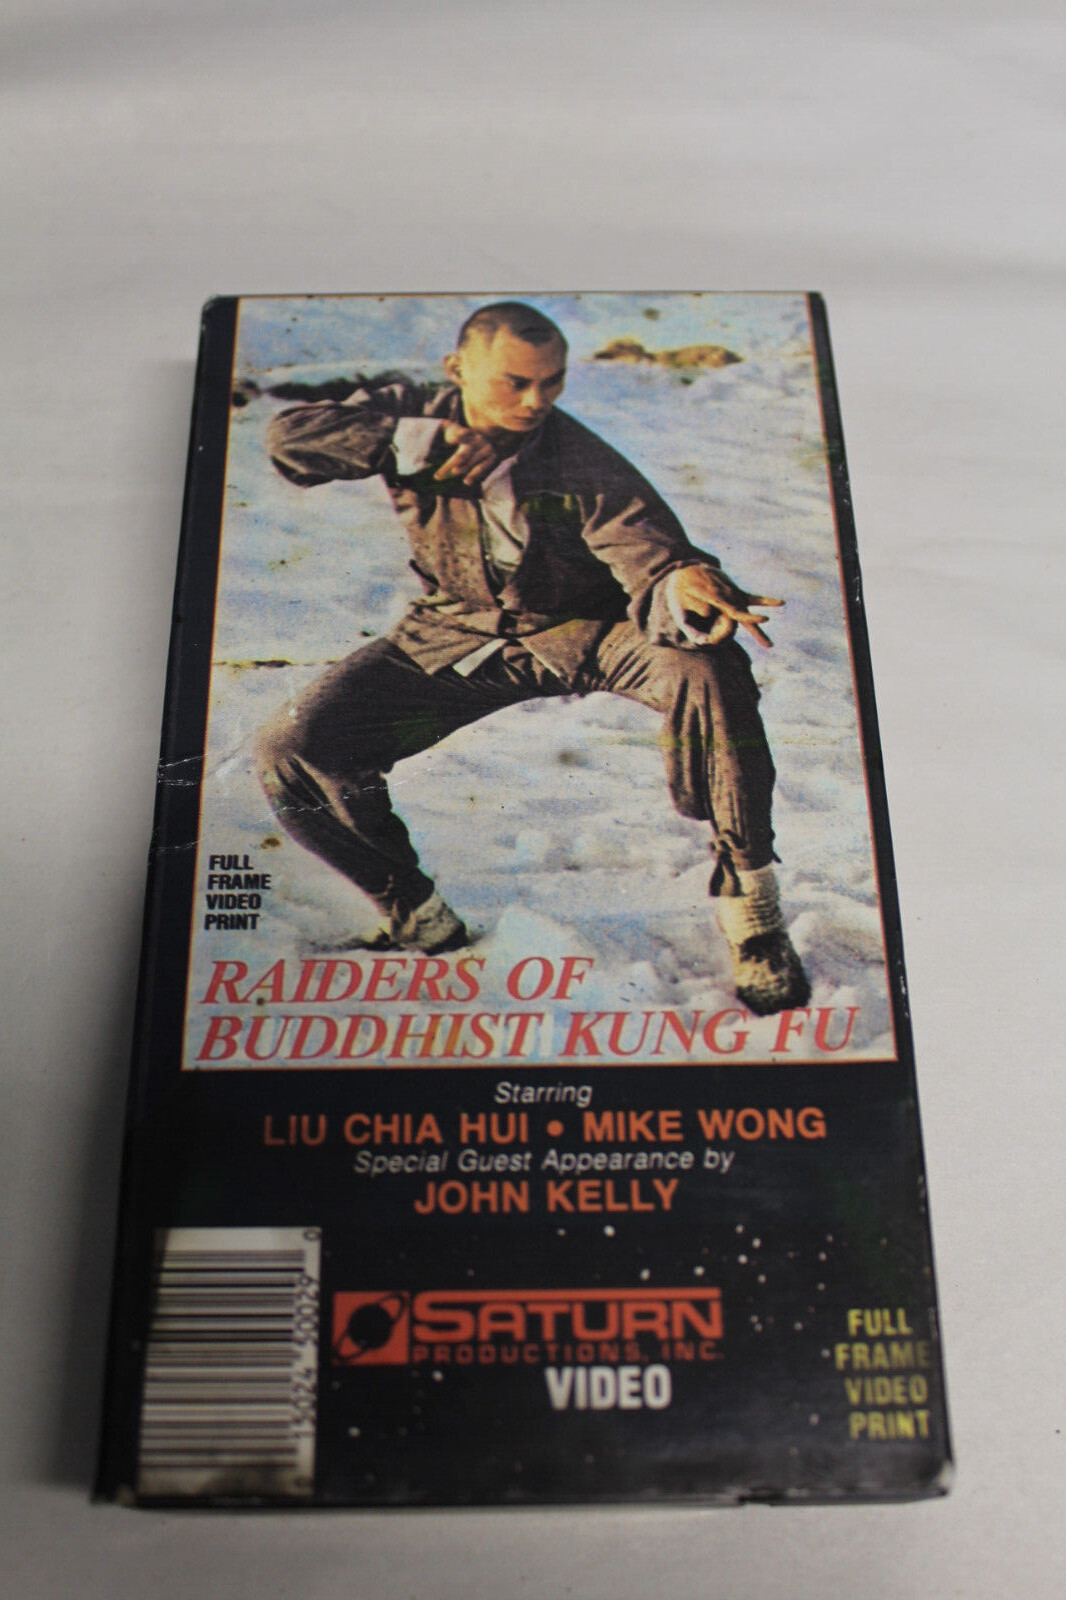 FULL
FRAME
VIDEO
PRINT
RAIDERS OF
BUDDHIST KUNG FU
Starring
LIU CHIA HUI • MIKE WONG
Special Guest Appearance by
JOHN KELLY
SATURN
PRODUCTIONS, INC.
VIDEO
FULL
FRAME
VIDEO
PRINT